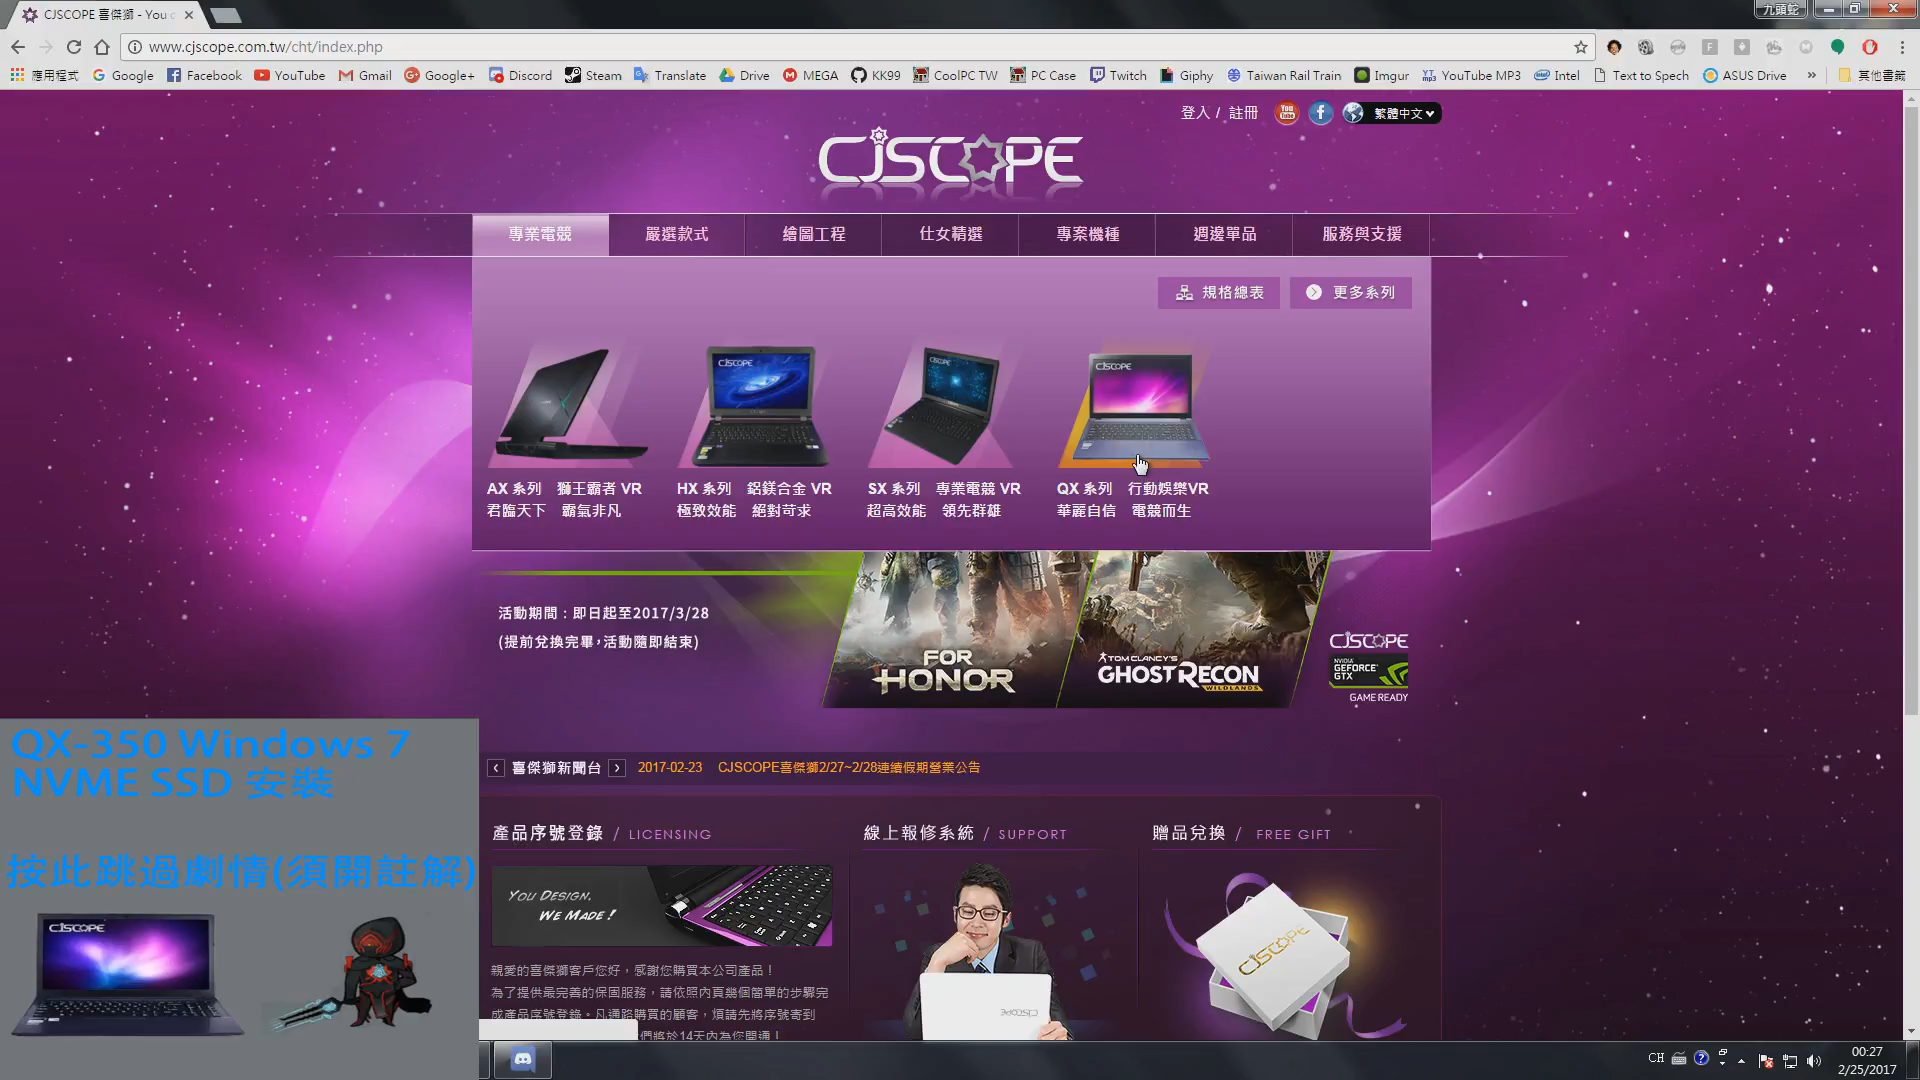 CJSCOPE 喜傑獅 - You c
九頭蛇
www.cjscope.com.tw/cht/index.php
應用程式 Google Facebook YouTube Gmail Google+ Discord Steam Translate Drive MEGA KK99 CoolPC TW PC Case Twitch Giphy Taiwan Rail Train Imgur YouTube MP3 Intel Text to Spech ASUS Drive » 其他書籤
登入 / 註冊 You Tube f 繁體中文
CJSCOPE
專業電競 嚴選款式 繪圖工程 仕女精選 專案機種 週邊單品 服務與支援
規格總表 更多系列
CJSCOPE CJSCOPE CJSCOPE
AX 系列 獅王霸者 VR
君臨天下 霸氣非凡
HX 系列 鋁鎂合金 VR
極致效能 絕對苛求
SX 系列 專業電競 VR
超高效能 領先群雄
QX 系列 行動娛樂VR
華麗自信 電競而生
活動期間：即日起至2017/3/28
(提前兌換完畢,活動隨即結束)
FOR HONOR
TOM CLANCY'S
GHOST RECON
WILDLANDS
CJSCOPE
NVIDIA
GEFORCE
GTX
GAME READY
喜傑獅新聞台 2017-02-23 CJSCOPE喜傑獅2/27~2/28連續假期營業公告
產品序號登錄 / LICENSING
YOU DESIGN,
WE MADE !
親愛的喜傑獅客戶您好，感謝您購買本公司產品！
為了提供最完善的保固服務，請依照內頁幾個簡單的步驟完
成產品序號登錄。凡通路購買的顧客，煩請先將序號寄到
們將於14天內為您開通！
線上報修系統 / SUPPORT
CJSCOPE
贈品兌換 / FREE GIFT
CJSCOPE
QX-350 Windows 7
NVME SSD 安裝
按此跳過劇情(須開註解)
CJSCOPE
CH
00:27
2/25/2017